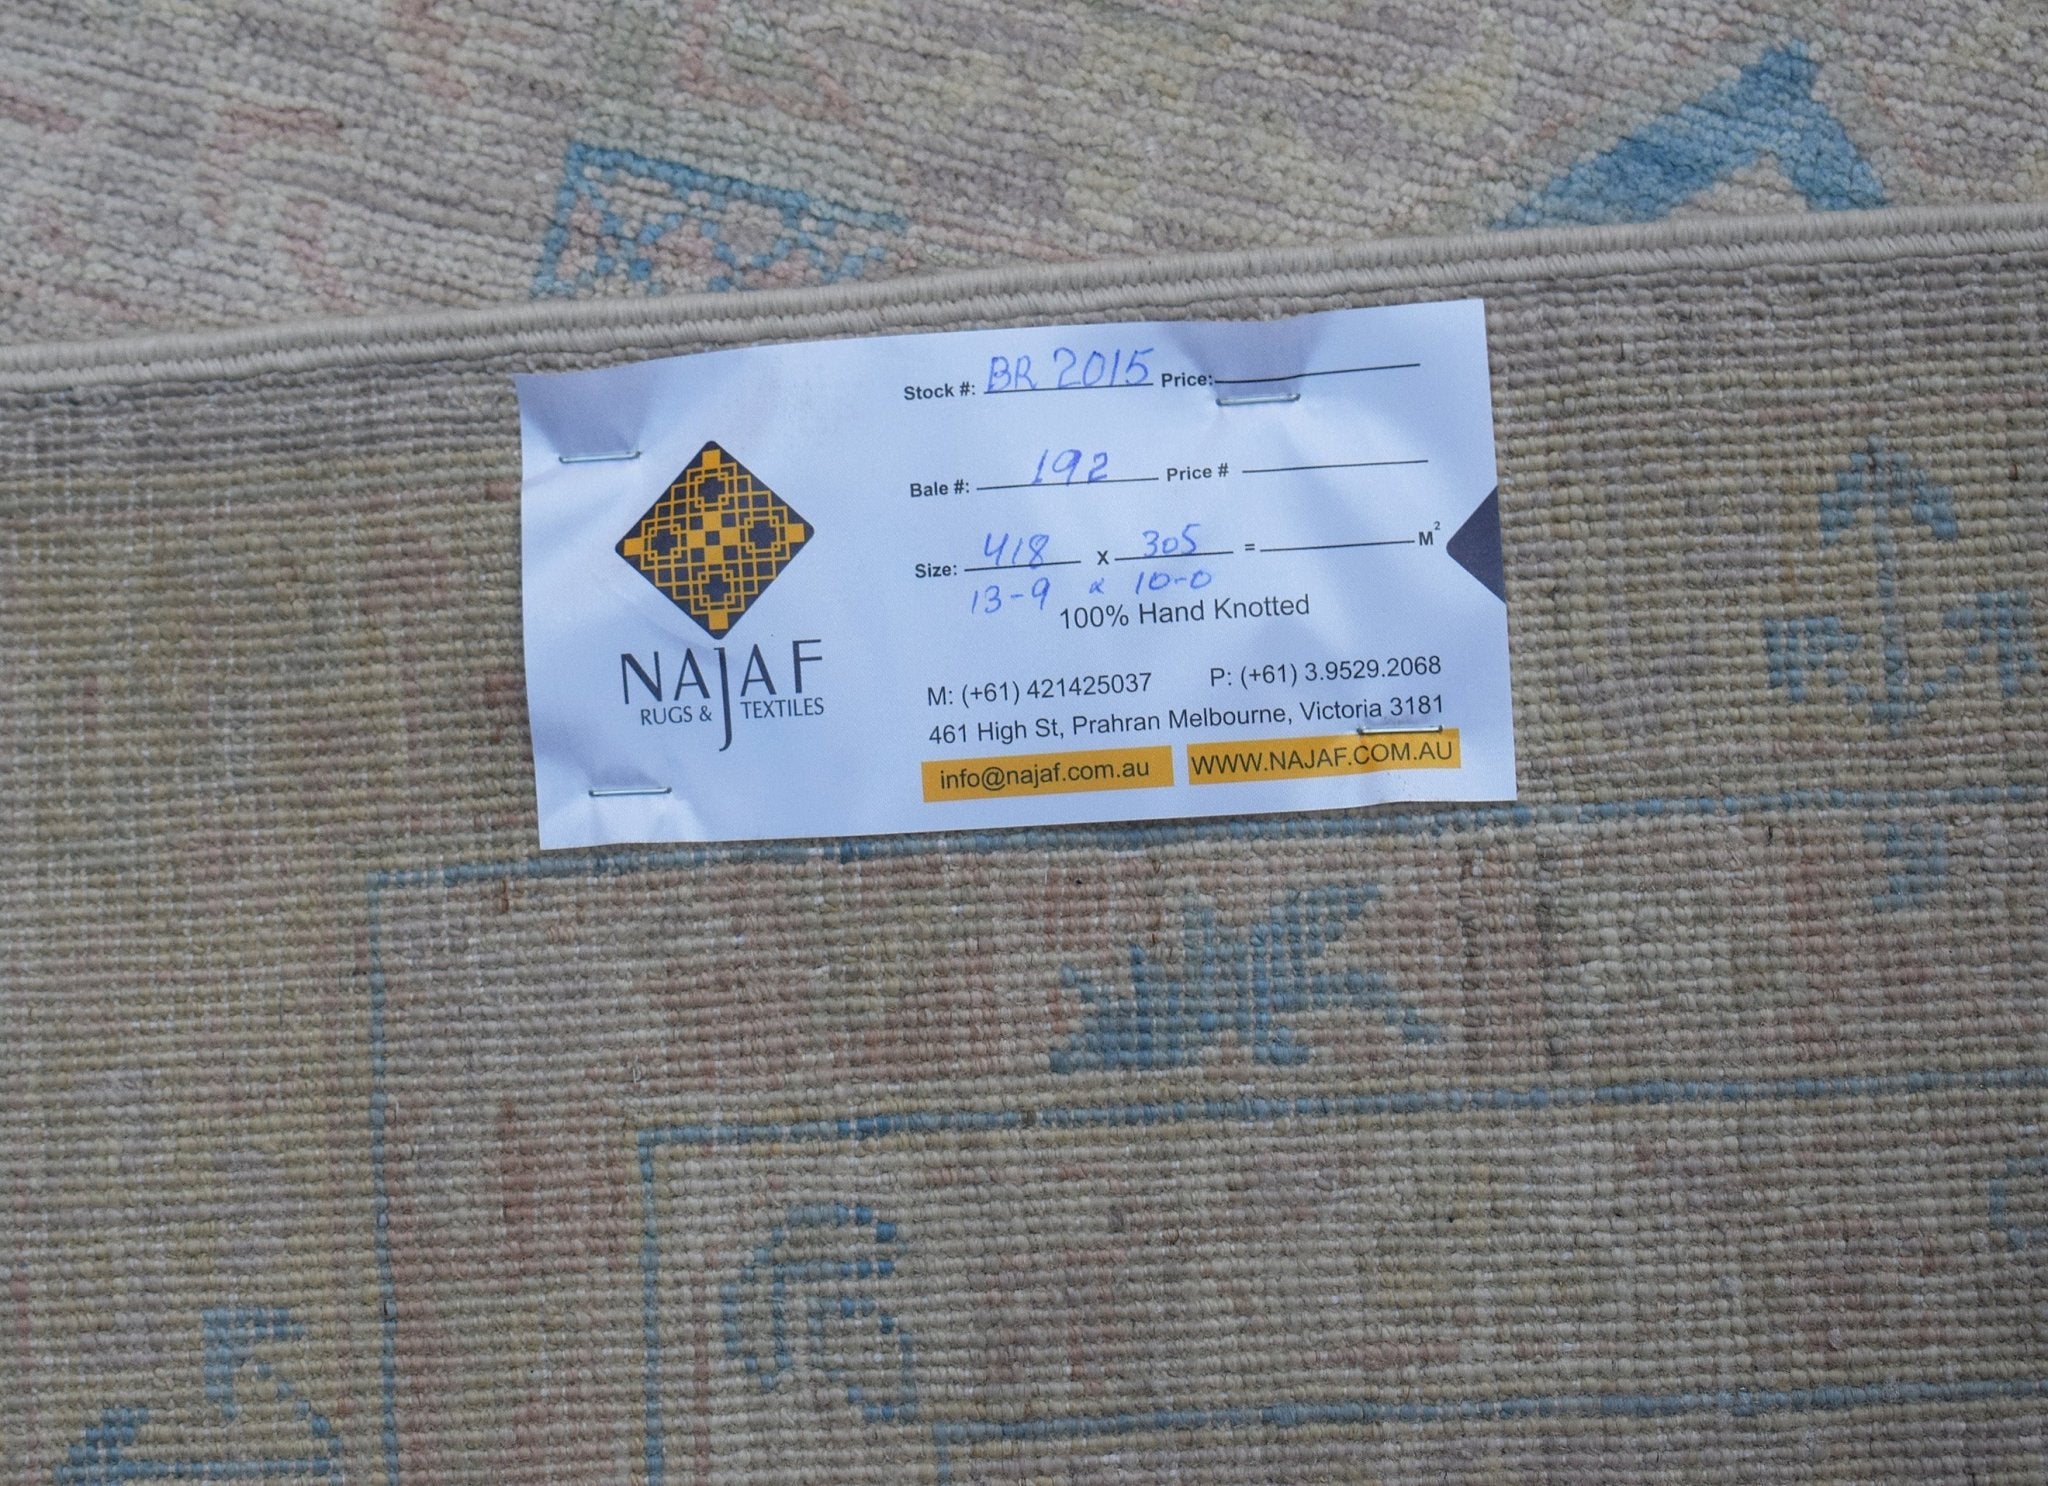 NAJAF
RUGS & TEXTILES
Stock #: BR 2015 Price:
Bale #: 192 Price #
Size: 418 X 305 = M²
13-9 x 10-0
100% Hand Knotted
M: (+61) 421425037 P: (+61) 3.9529.2068
461 High St, Prahran Melbourne, Victoria 3181
info@najaf.com.au WWW.NAJAF.COM.AU